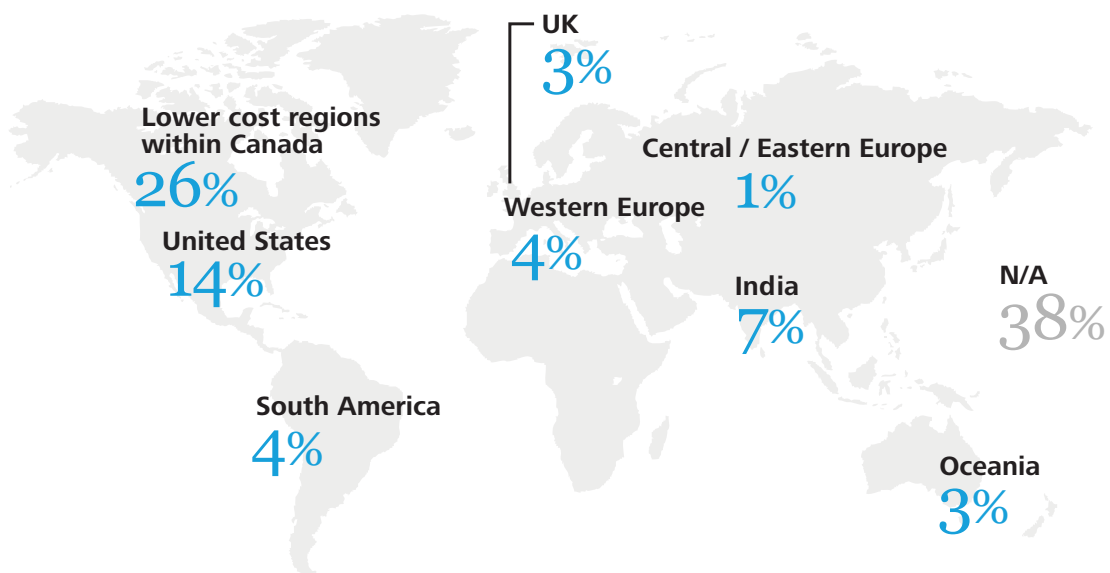 UK
3%
Lower cost regions
within Canada
26%
Central / Eastern Europe
1%
Western Europe
4%
United States
14%
India
7%
N/A
38%
South America
4%
Oceania
3%